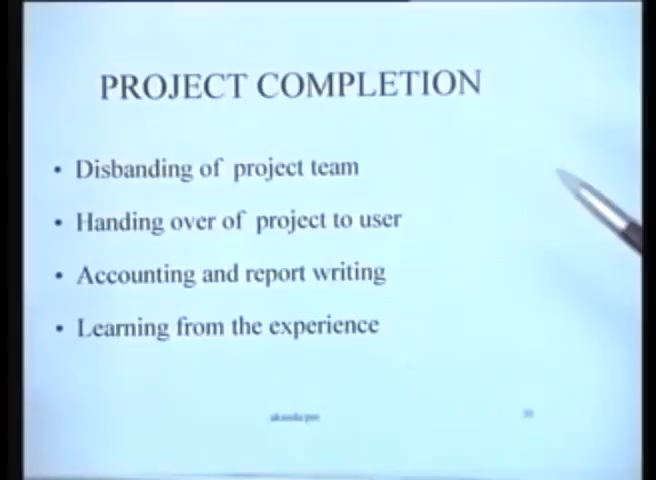 PROJECT COMPLETION
• Disbanding of project team
• Handing over of project to user
• Accounting and report writing
• Learning from the experience